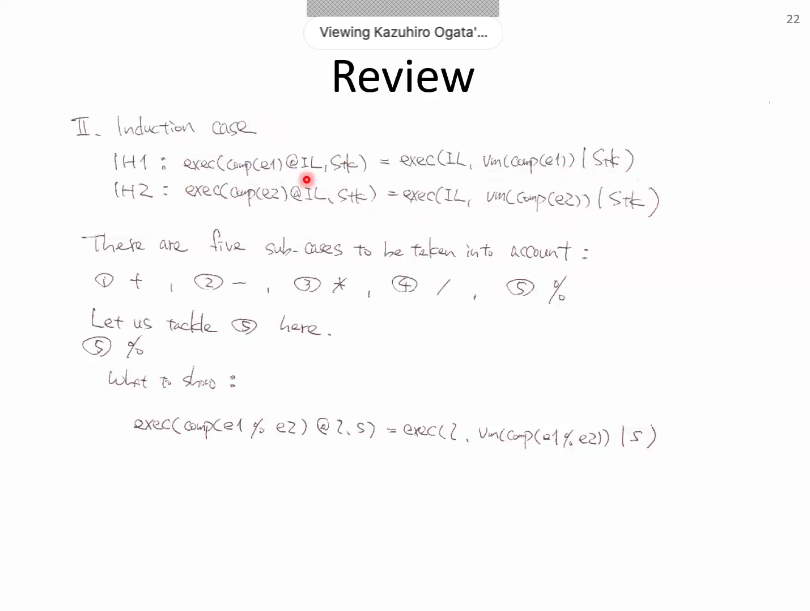 22
Viewing Kazuhiro Ogata'...
Review
II. Induction case
IH1 : exec(comp(e1)@IL,Stk) = exec(IL, vm(comp(e1)) | Stk)
IH2 : exec(comp(e2)@IL,Stk) = exec(IL, vm(comp(e2)) | Stk)
There are five sub-cases to be taken into account :
① + , ② − , ③ * , ④ / , ⑤ %
Let us tackle ⑤ here.
⑤ %
What to show :
exec(comp(e1 % e2) @ l, s) = exec(l, vm(comp(e1 % e2)) | s)